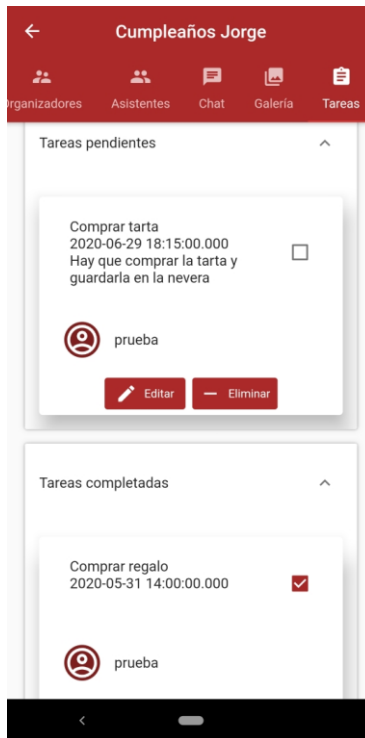 Cumpleaños Jorge
Organizadores Asistentes Chat Galería Tareas
Tareas pendientes
Comprar tarta
2020-06-29 18:15:00.000
Hay que comprar la tarta y
guardarla en la nevera
prueba
Editar Eliminar
Tareas completadas
Comprar regalo
2020-05-31 14:00:00.000
prueba